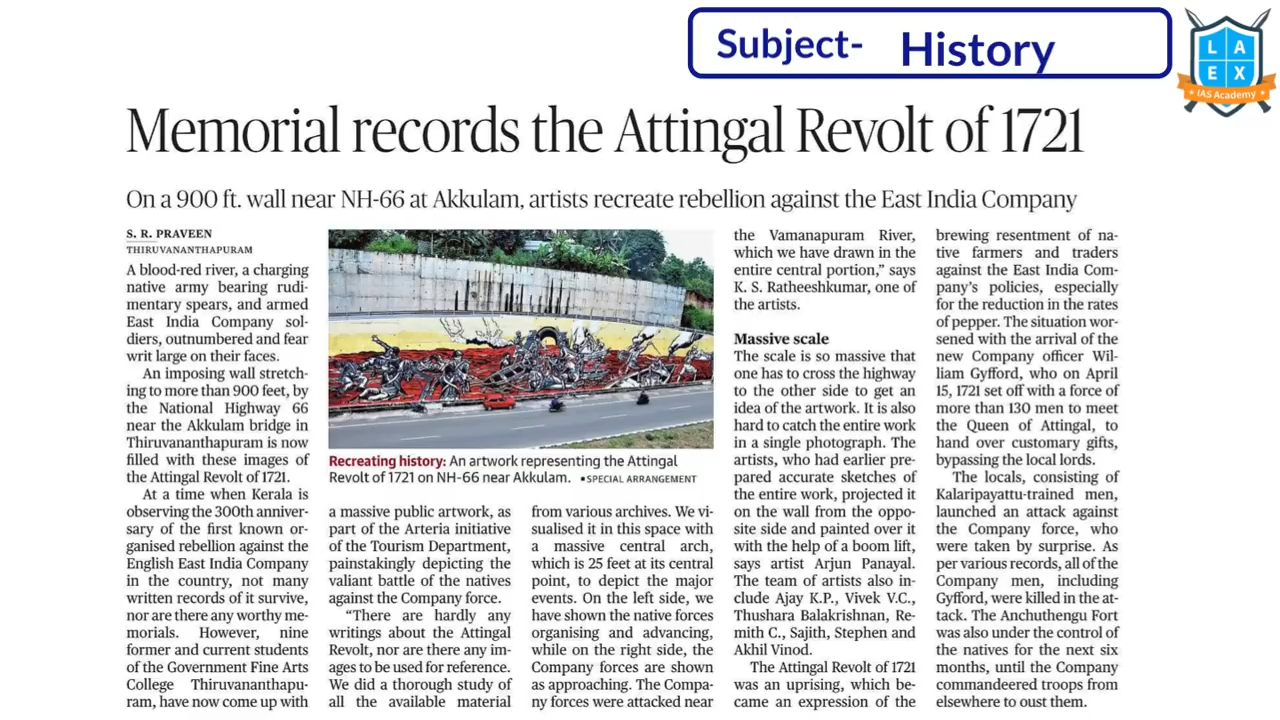 Subject- History
L A
E X
IAS Academy
Memorial records the Attingal Revolt of 1721
On a 900 ft. wall near NH-66 at Akkulam, artists recreate rebellion against the East India Company
S. R. PRAVEEN
THIRUVANANTHAPURAM
A blood-red river, a charging
native army bearing rudi-
mentary spears, and armed
East India Company sol-
diers, outnumbered and fear
writ large on their faces.
An imposing wall stretch-
ing to more than 900 feet, by
the National Highway 66
near the Akkulam bridge in
Thiruvananthapuram is now
filled with these images of
the Attingal Revolt of 1721.
At a time when Kerala is
observing the 300th anniver-
sary of the first known or-
ganised rebellion against the
English East India Company
in the country, not many
written records of it survive,
nor are there any worthy me-
morials. However, nine
former and current students
of the Government Fine Arts
College Thiruvananthapu-
ram, have now come up with
Recreating history: An artwork representing the Attingal
Revolt of 1721 on NH-66 near Akkulam. ▪SPECIAL ARRANGEMENT
a massive public artwork, as
part of the Arteria initiative
of the Tourism Department,
painstakingly depicting the
valiant battle of the natives
against the Company force.
“There are hardly any
writings about the Attingal
Revolt, nor are there any im-
ages to be used for reference.
We did a thorough study of
all the available material
from various archives. We vi-
sualised it in this space with
a massive central arch,
which is 25 feet at its central
point, to depict the major
events. On the left side, we
have shown the native forces
organising and advancing,
while on the right side, the
Company forces are shown
as approaching. The Compa-
ny forces were attacked near
the Vamanapuram River,
which we have drawn in the
entire central portion,” says
K. S. Ratheeshkumar, one of
the artists.
Massive scale
The scale is so massive that
one has to cross the highway
to the other side to get an
idea of the artwork. It is also
hard to catch the entire work
in a single photograph. The
artists, who had earlier pre-
pared accurate sketches of
the entire work, projected it
on the wall from the oppo-
site side and painted over it
with the help of a boom lift,
says artist Arjun Panayal.
The team of artists also in-
clude Ajay K.P., Vivek V.C.,
Thushara Balakrishnan, Re-
mith C., Sajith, Stephen and
Akhil Vinod.
The Attingal Revolt of 1721
was an uprising, which be-
came an expression of the
brewing resentment of na-
tive farmers and traders
against the East India Com-
pany’s policies, especially
for the reduction in the rates
of pepper. The situation wor-
sened with the arrival of the
new Company officer Wil-
liam Gyfford, who on April
15, 1721 set off with a force of
more than 130 men to meet
the Queen of Attingal, to
hand over customary gifts,
bypassing the local lords.
The locals, consisting of
Kalaripayattu-trained men,
launched an attack against
the Company force, who
were taken by surprise. As
per various records, all of the
Company men, including
Gyfford, were killed in the at-
tack. The Anchuthengu Fort
was also under the control of
the natives for the next six
months, until the Company
commandeered troops from
elsewhere to oust them.